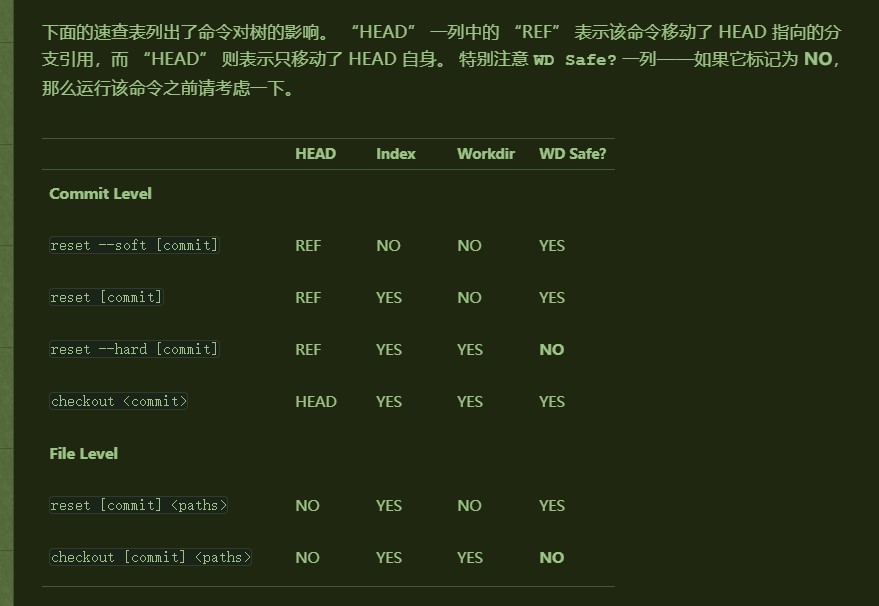 下面的速查表列出了命令对树的影响。 “HEAD” 一列中的 “REF” 表示该命令移动了 HEAD 指向的分
支引用，而 “HEAD” 则表示只移动了 HEAD 自身。 特别注意 WD Safe? 一列——如果它标记为 NO，
那么运行该命令之前请考虑一下。
HEAD Index Workdir WD Safe?
Commit Level
reset --soft [commit] REF NO NO YES
reset [commit] REF YES NO YES
reset --hard [commit] REF YES YES NO
checkout <commit> HEAD YES YES YES
File Level
reset [commit] <paths> NO YES NO YES
checkout [commit] <paths> NO YES YES NO